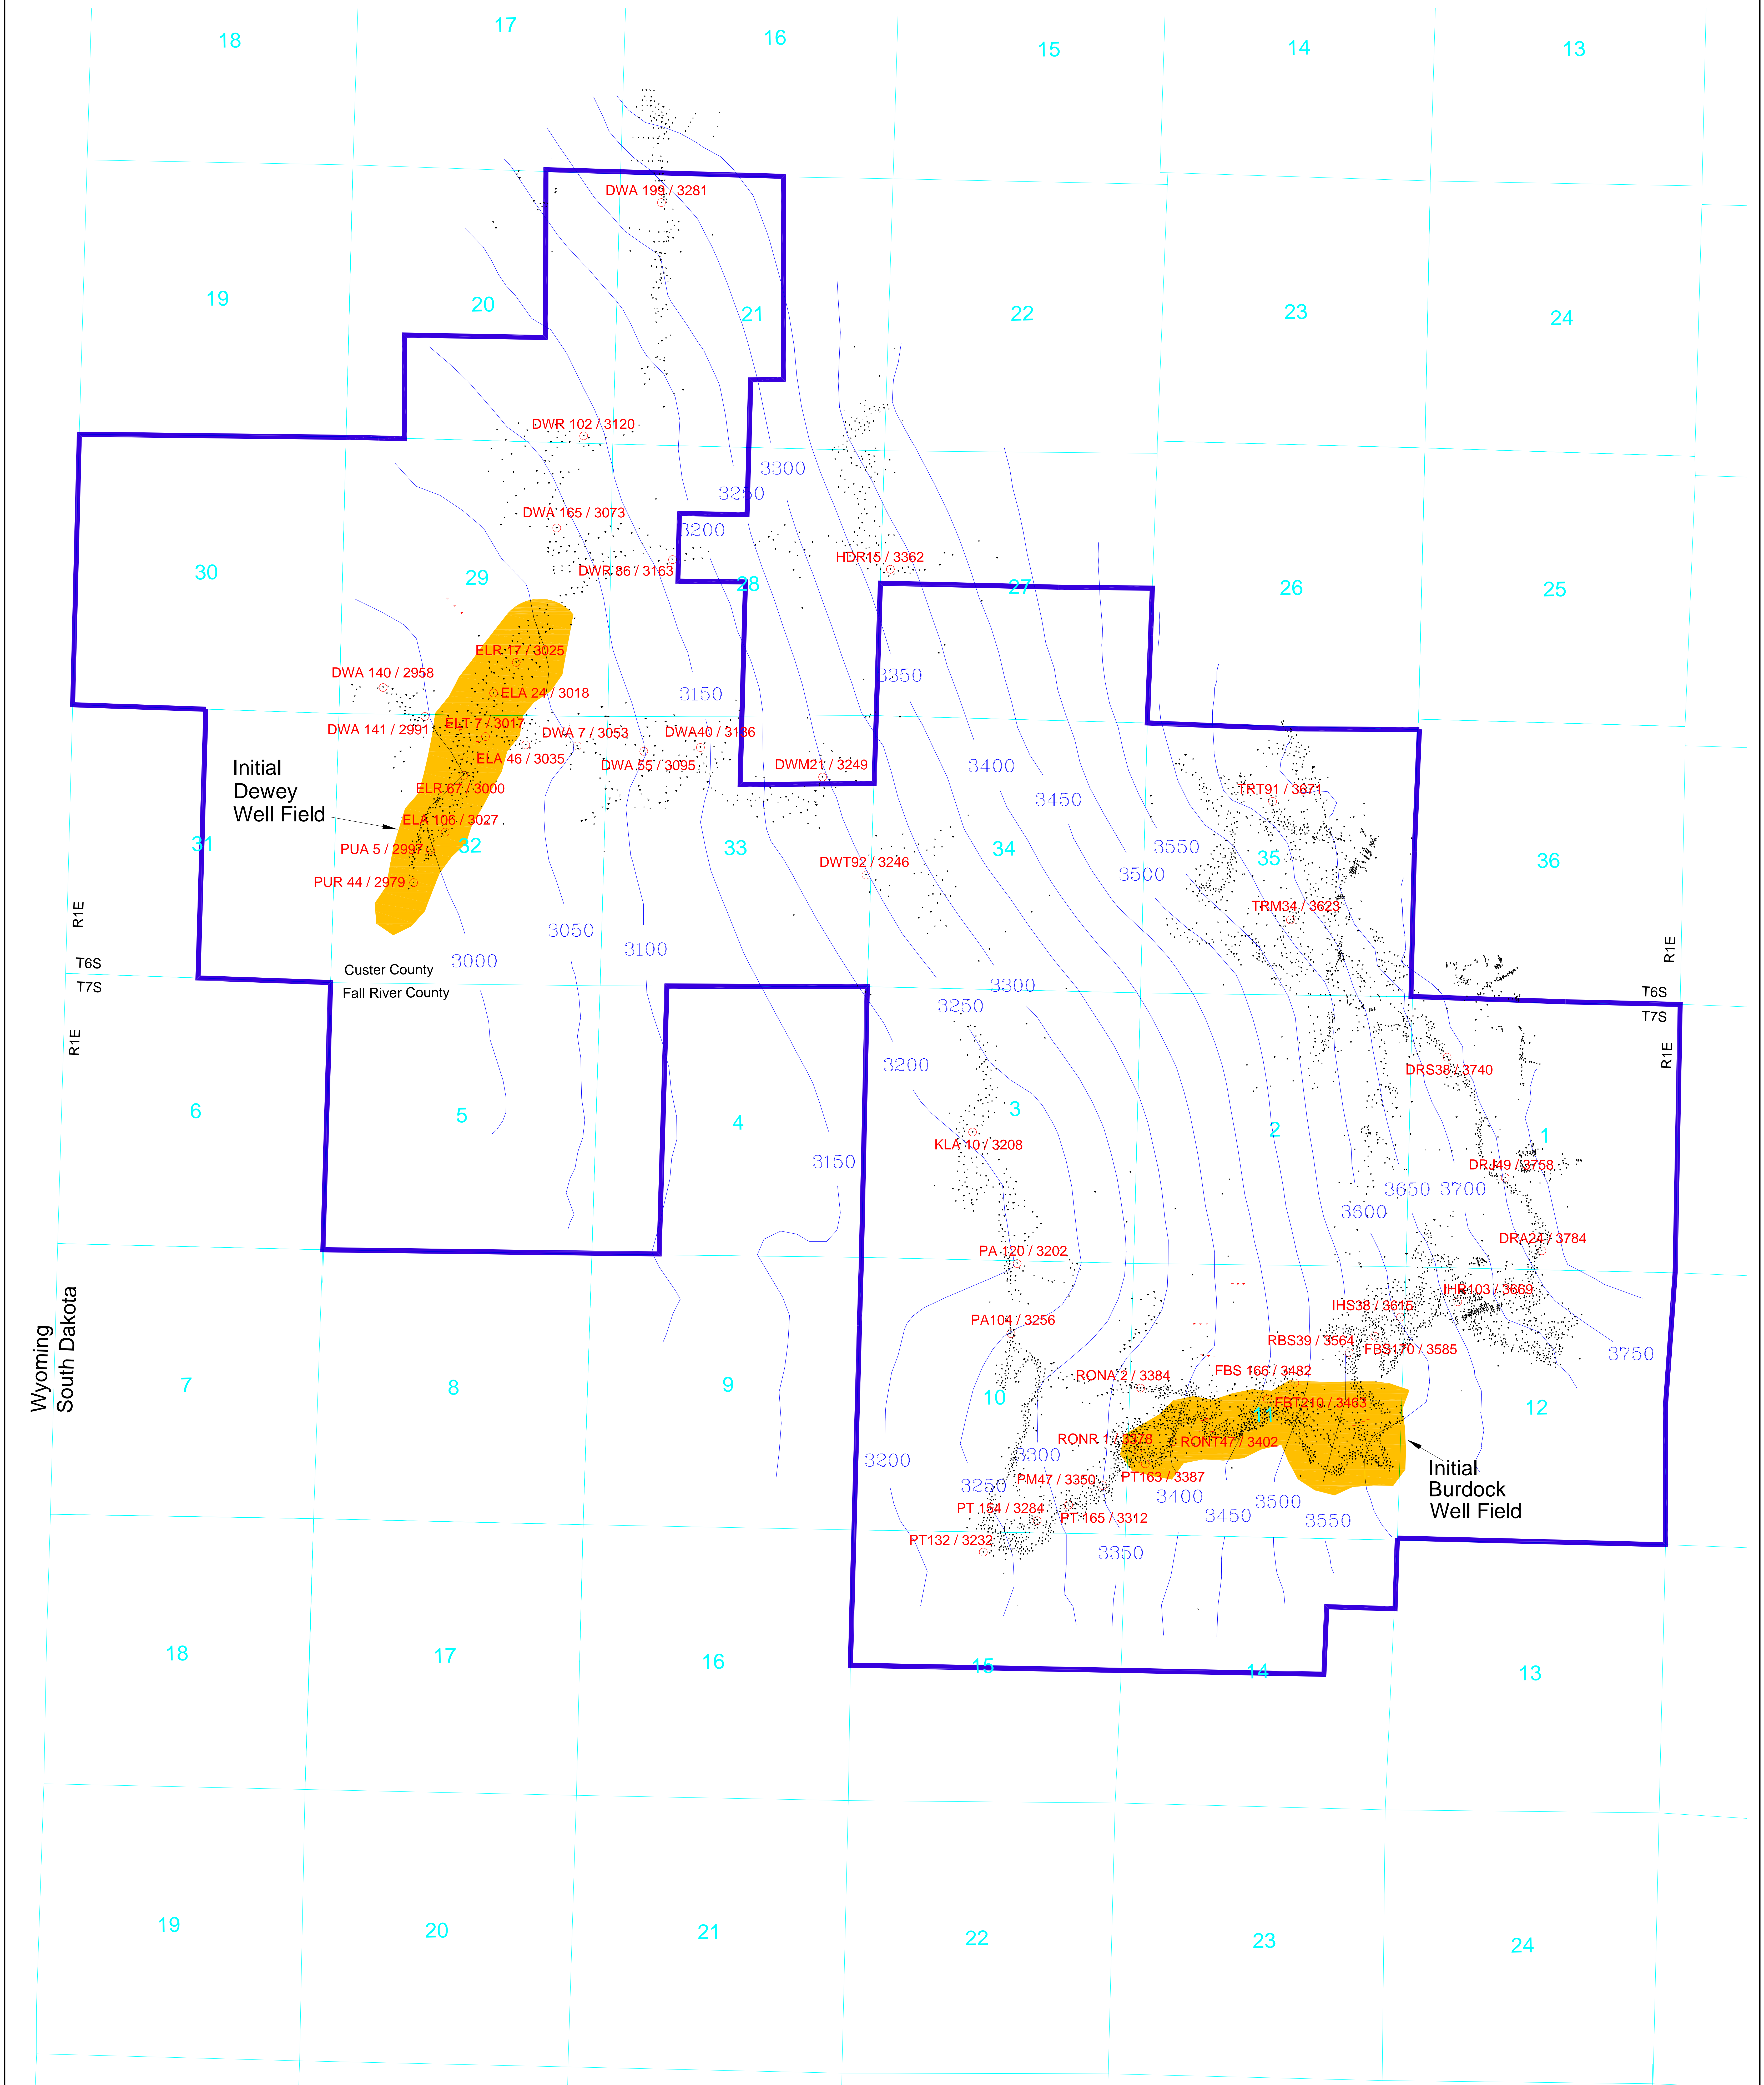 17
18
16
15
14
13
DWA 199 / 3281
19
20
21
22
23
24
DWR 102 / 3120
3300
3250
DWA 165 / 3073
3200
HDR15 / 3362
DWR 86 / 3163
30
29
28
27
26
25
ELR 17 / 3025
DWA 140 / 2958
ELA 24 / 3018
3150
3350
DWA 141 / 2991
ELT 7 / 3017
DWA 7 / 3053
DWA40 / 3136
ELA 46 / 3035
DWA 55 / 3095
DWM21 / 3249
3400
Initial
Dewey
Well Field
ELR 67 / 3000
3450
TRT91 / 3671
ELA 106 / 3027
31
PUA 5 / 2997
32
33
34
3550
35
36
DWT92 / 3246
3500
PUR 44 / 2979
R1E
TRM34 / 3623
3050
3100
R1E
T6S
3000
Custer County
T7S
Fall River County
3300
T6S
3250
T7S
R1E
R1E
3200
DRS38 / 3740
6
5
4
3
2
1
KLA 10 / 3208
3150
DRJ49 / 3758
3650
3700
3600
PA 120 / 3202
DRA24 / 3784
Wyoming
South Dakota
IHR103 / 3669
IHS38 / 3615
PA104 / 3256
RBS39 / 3564
FBS170 / 3585
3750
RONA 2 / 3384
FBS 166 / 3482
7
8
9
10
FBT210 / 3463
11
12
RONR 1 / 3378
RONT47 / 3402
3200
3300
Initial
Burdock
Well Field
PM47 / 3350
PT163 / 3387
3250
3400
3500
PT 154 / 3284
PT 165 / 3312
3450
3550
PT132 / 3232
3350
18
17
16
15
14
13
19
20
21
22
23
24